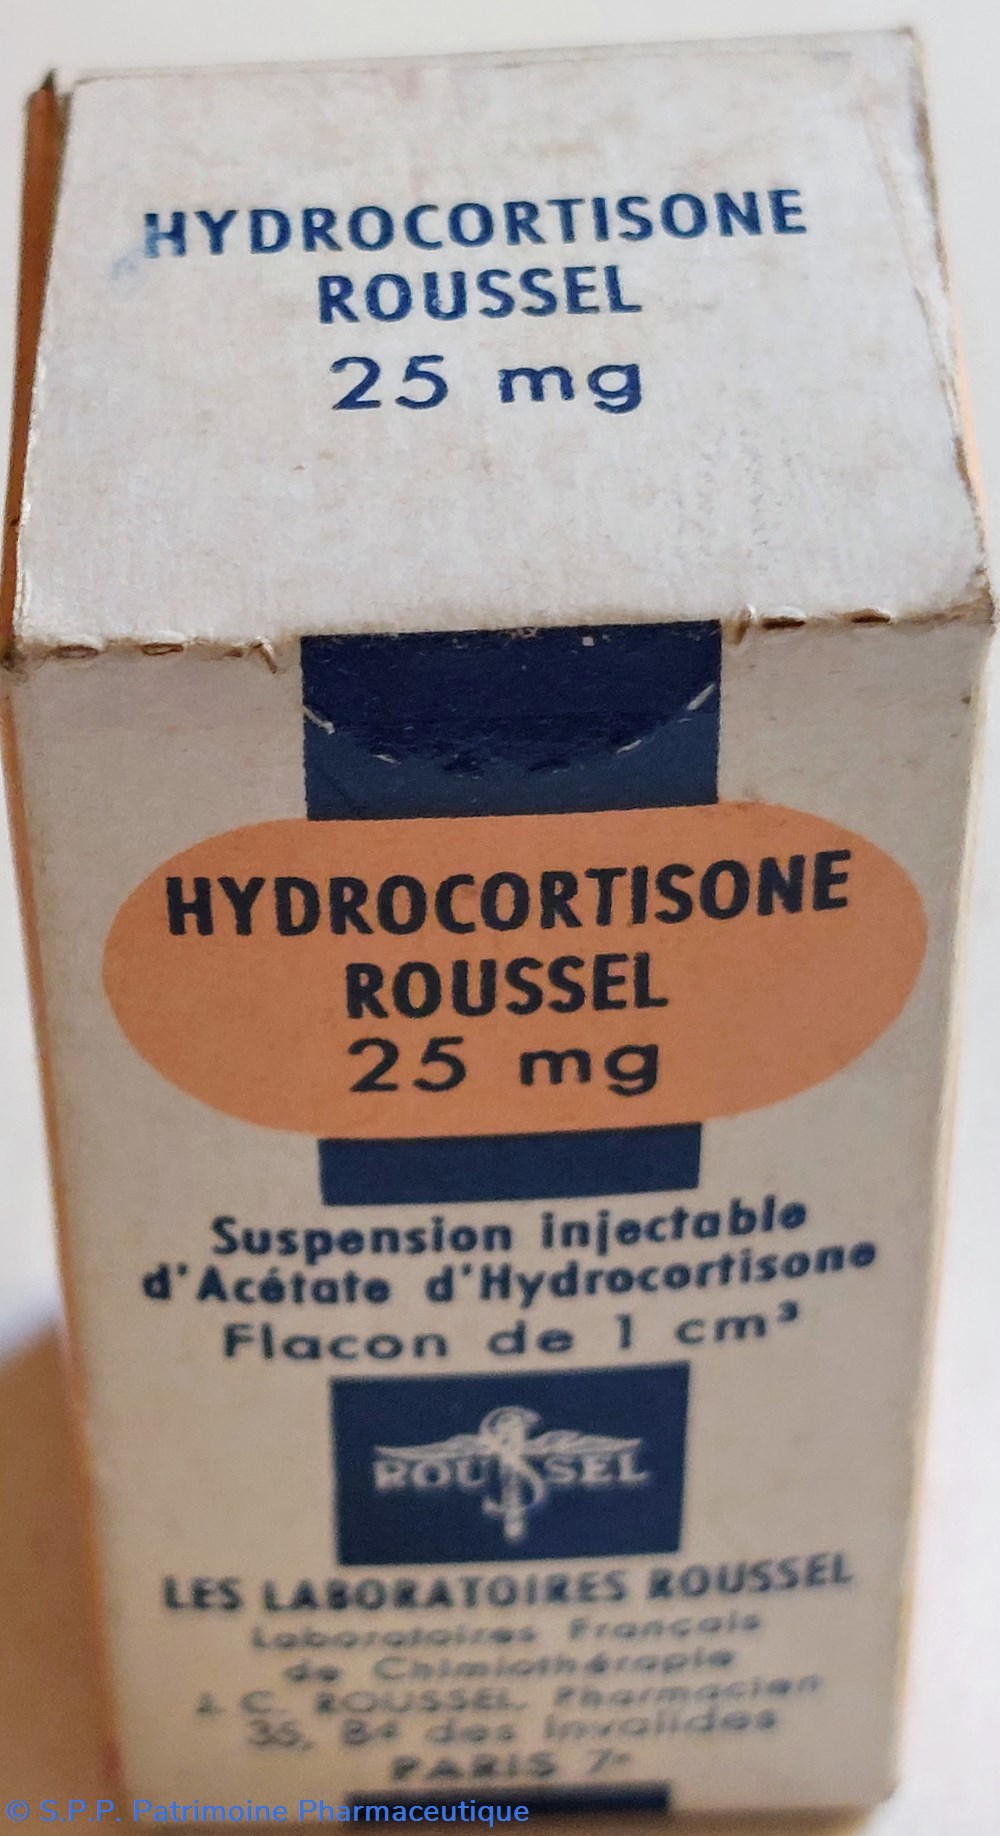 HYDROCORTISONE
ROUSSEL
25 mg
HYDROCORTISONE
ROUSSEL
25 mg
Suspension injectable
d'Acétate d'Hydrocortisone
Flacon de 1 cm³
ROUSSEL
LES LABORATOIRES ROUSSEL
Laboratoires Français
de Chimiothérapie
C. ROUSSEL, Pharmacien
35, Bd des Invalides
PARIS 7e
© S.P.P. Patrimoine Pharmaceutique